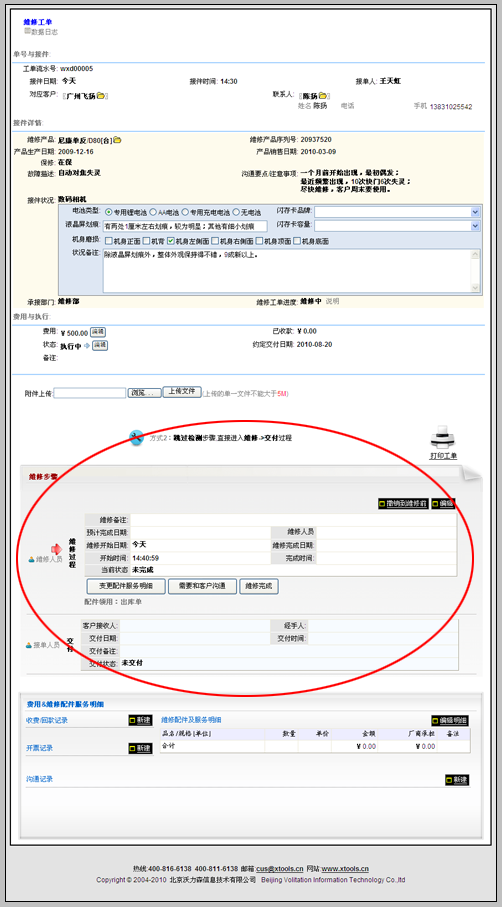 维修工单
数据日志
单号与接件:
工单流水号: wxd00005
接件日期: 今天 接件时间: 14:30 接单人: 王天虹
对应客户: [[广州飞扬]] 联系人: [[陈扬]]
姓名 陈扬 电话 手机 13831025542
接件详情:
维修产品: 尼康单反/D80[台] 维修产品序列号: 20937520
产品生产日期: 2009-12-16 产品销售日期: 2010-03-09
保修: 在保
故障描述: 自动对焦失灵 沟通要点/注意事项: 一个月前开始出现,最初偶发;
最近频繁出现,10次快门5次失灵;
尽快维修,客户周末要使用。
接件状况: 数码相机
电池类型: 专用锂电池 AA电池 专用充电电池 无电池 闪存卡品牌:
液晶屏划痕: 有两处1厘米左右划痕,较为明显;其他有细小划痕 闪存卡容量:
机身磨损: 机身正面 机背 机身左侧面 机身右侧面 机身顶面 机身底面
状况备注: 除液晶屏划痕外,整体外观保持得不错,9成新以上。
承接部门: 维修部 维修工单进度: 维修中 说明
费用与执行:
费用: ¥ 500.00 编辑 已收款: ¥ 0.00
状态: 执行中 编辑 约定交付日期: 2010-08-20
备注:
附件上传: 浏览... 上传文件 (上传的单一文件不能大于5M)
方式2:跳过检测步骤 直接进入维修->交付过程
打印工单
维修步骤
撤销到维修前 编辑
维修备注:
预计完成日期: 维修人员
维修开始日期: 今天 维修完成日期:
开始时间: 14:40:59 完成时间:
当前状态 未完成
维修人员 维修过程
变更配件服务明细 需要和客户沟通 维修完成
配件领用:出库单
客户接收人: 经手人:
交付日期: 交付时间:
接单人员 交付
交付备注:
交付状态: 未交付
费用&维修配件服务明细
收费/回款记录 新建 维修配件及服务明细 编辑明细
品名/规格[单位] 数量 单价 金额 厂商承担 备注
开票记录 新建 合计 ¥ 0.00 ¥ 0.00
沟通记录 新建
热线:400-816-6138 400-811-6138 邮箱:cus@xtools.cn 网站:www.xtools.cn
Copyright © 2004-2010 北京沃力森信息技术有限公司 Beijing Volitation Information Technology Co.,ltd